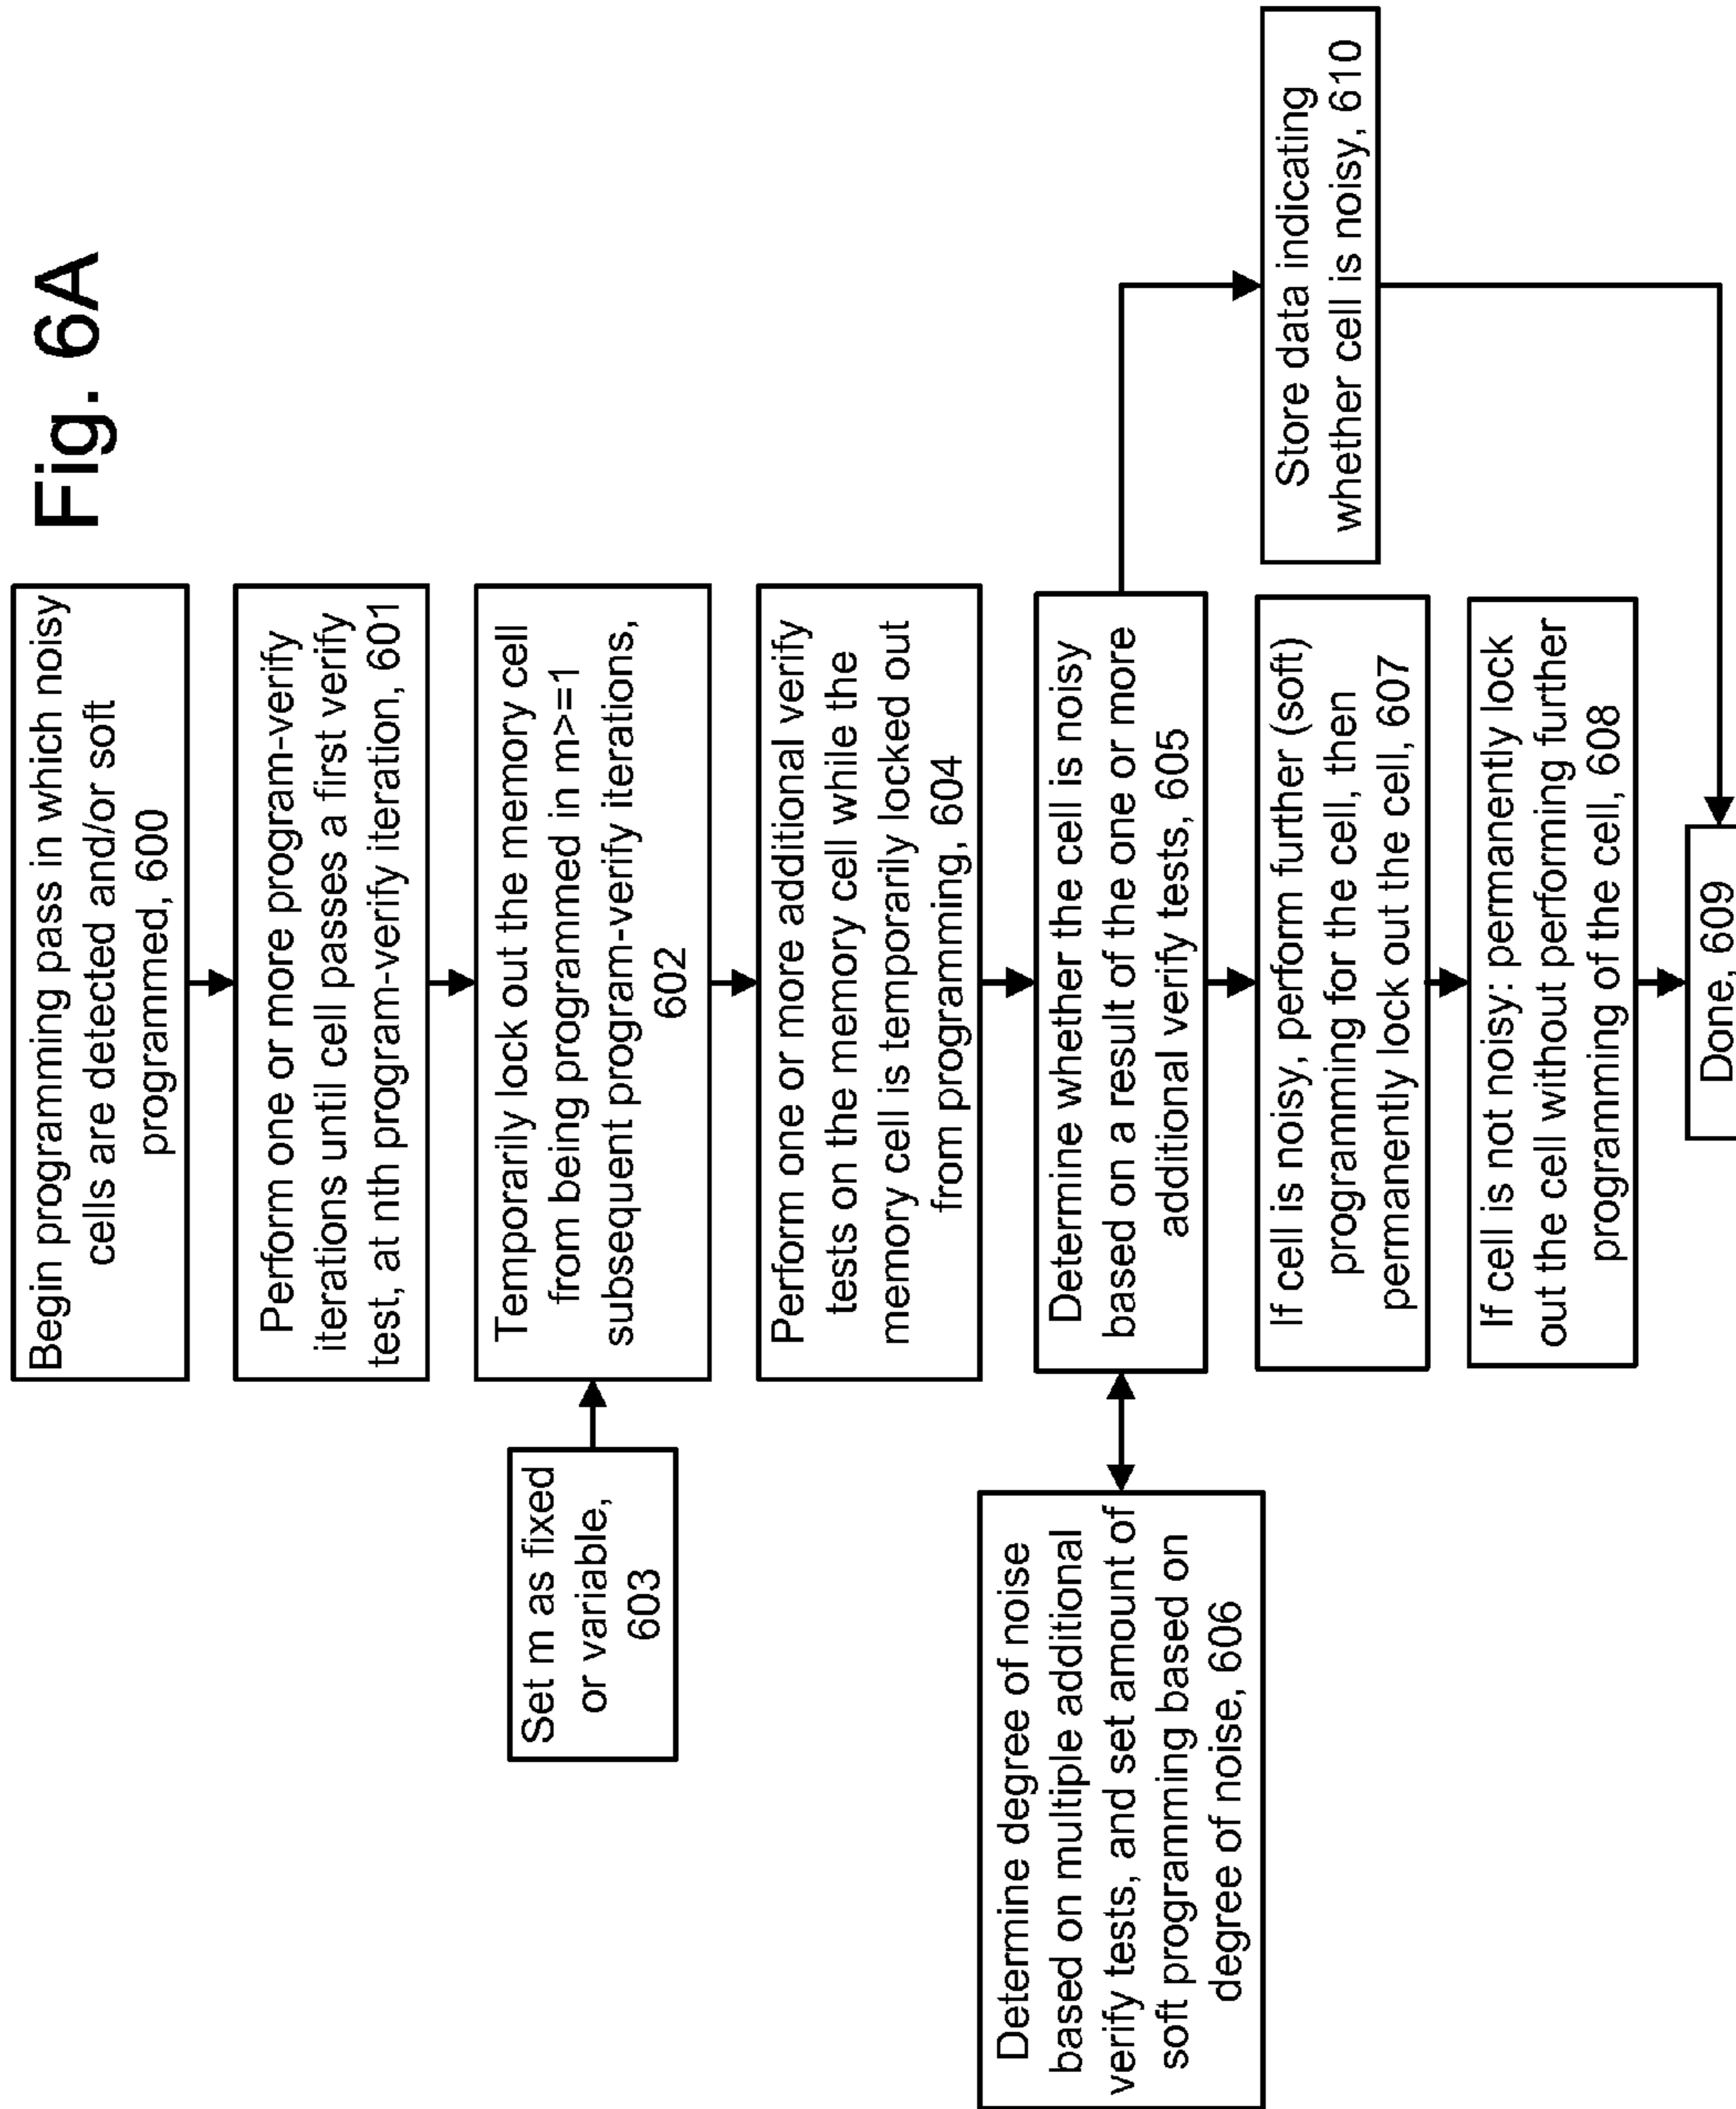 Fig. 6A
Begin programming pass in which noisy
cells are detected and/or soft
programmed, 600
Perform one or more program-verify
iterations until cell passes a first verify
test, at nth program-verify iteration, 601
Set m as fixed
or variable,
603
Temporarily lock out the memory cell
from being programmed in m>=1
subsequent program-verify iterations,
602
Perform one or more additional verify
tests on the memory cell while the
memory cell is temporarily locked out
from programming, 604
Determine degree of noise
based on multiple additional
verify tests, and set amount of
soft programming based on
degree of noise, 606
Determine whether the cell is noisy
based on a result of the one or more
additional verify tests, 605
Store data indicating
whether cell is noisy, 610
If cell is noisy, perform further (soft)
programming for the cell, then
permanently lock out the cell, 607
If cell is not noisy: permanently lock
out the cell without performing further
programming of the cell, 608
Done, 609